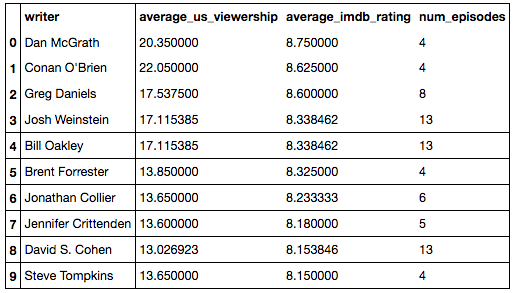 writer average_us_viewership average_imdb_rating num_episodes
0 Dan McGrath 20.350000 8.750000 4
1 Conan O'Brien 22.050000 8.625000 4
2 Greg Daniels 17.537500 8.600000 8
3 Josh Weinstein 17.115385 8.338462 13
4 Bill Oakley 17.115385 8.338462 13
5 Brent Forrester 13.850000 8.325000 4
6 Jonathan Collier 13.650000 8.233333 6
7 Jennifer Crittenden 13.600000 8.180000 5
8 David S. Cohen 13.026923 8.153846 13
9 Steve Tompkins 13.650000 8.150000 4